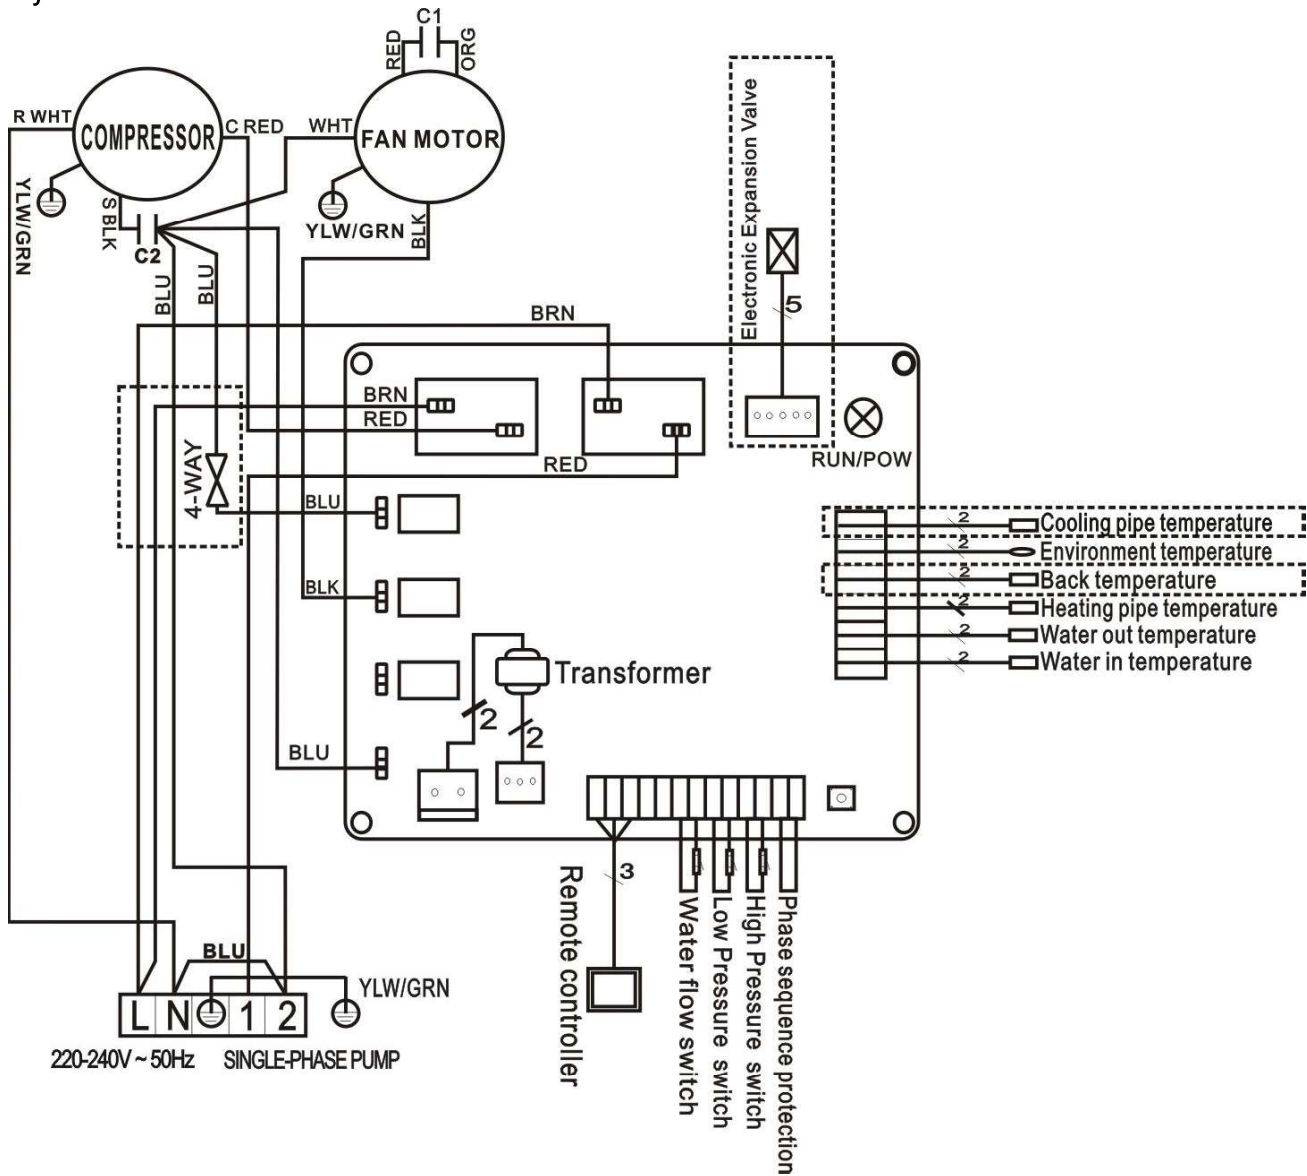 C1
RED
ORG
R WHT
COMPRESSOR
C RED
WHT
FAN MOTOR
YLW/GRN
S BLK
C2
YLW/GRN
BLK
BLU
BLU
Electronic Expansion Valve
5
BRN
BRN
RED
RED
RUN/POW
4-WAY
BLU
BLK
BLU
Transformer
2
2
2
Cooling pipe temperature
2
Environment temperature
2
Back temperature
2
Heating pipe temperature
2
Water out temperature
2
Water in temperature
3
Remote controller
Water flow switch
Low Pressure switch
High Pressure switch
Phase sequence protection
BLU
YLW/GRN
L N 1 2
220-240V ~ 50Hz SINGLE-PHASE PUMP